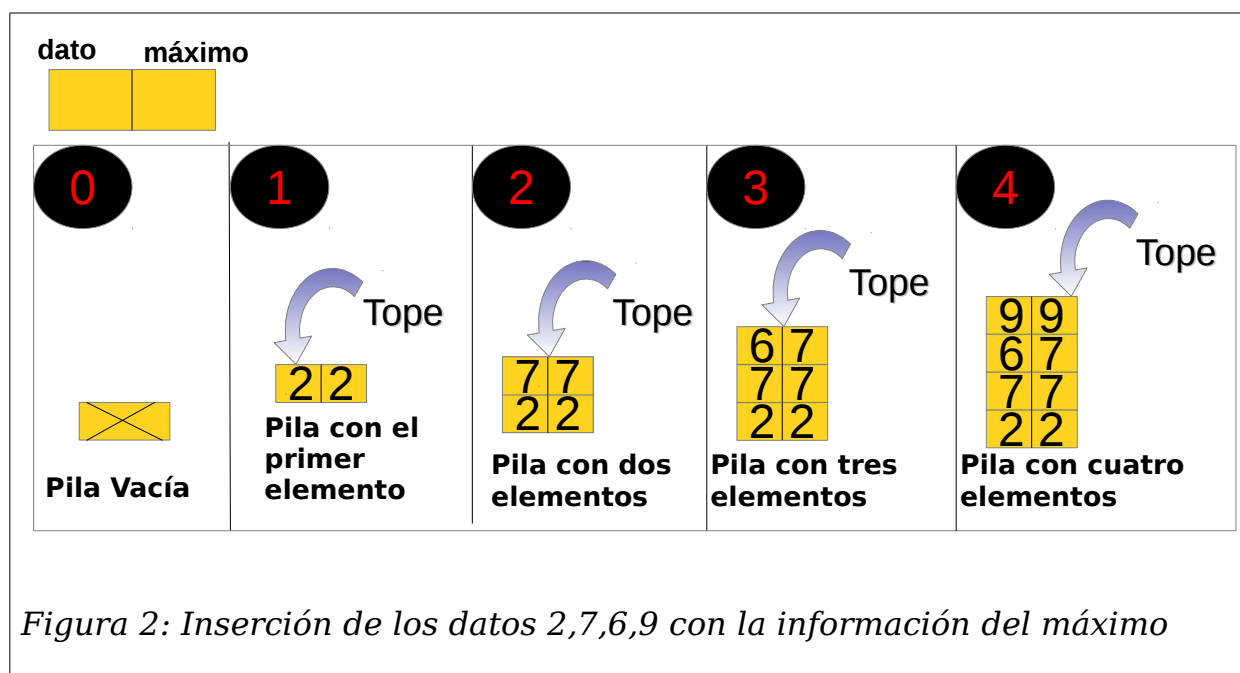 dato máximo
0 1 2 3 4
Tope
Tope
Tope
Tope
2 2
7 7
2 2
6 7
7 7
2 2
9 9
6 7
7 7
2 2
Pila Vacía
Pila con el
primer
elemento
Pila con dos
elementos
Pila con tres
elementos
Pila con cuatro
elementos
Figura 2: Inserción de los datos 2,7,6,9 con la información del máximo